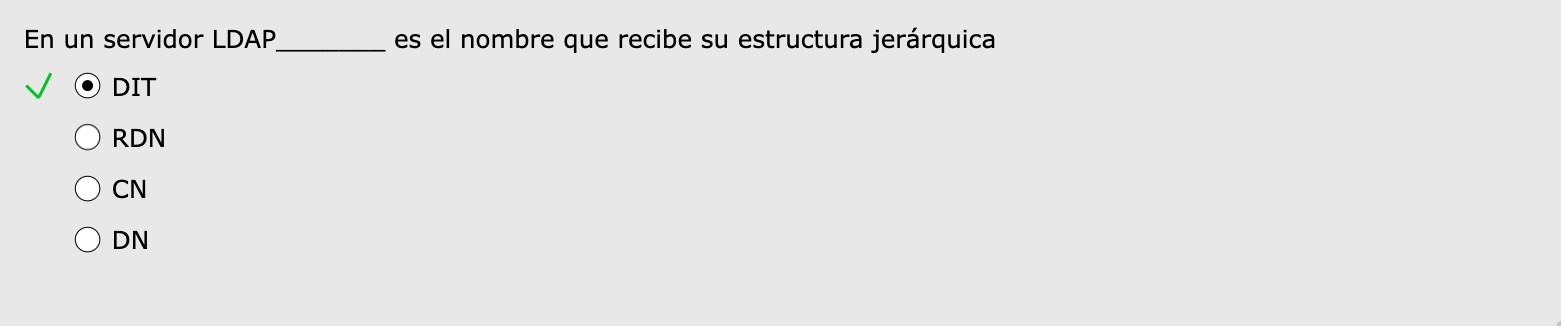 En un servidor LDAP________ es el nombre que recibe su estructura jerárquica
DIT
RDN
CN
DN